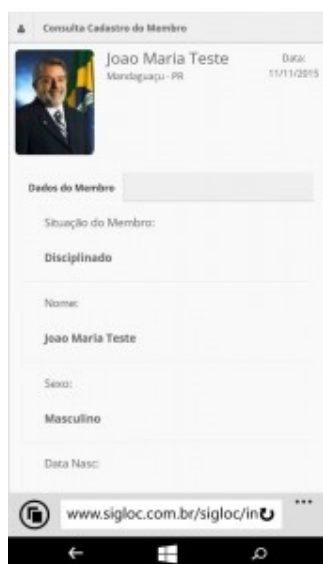 Consulta Cadastro do Membro
Joao Maria Teste
Data:
Mandaguaçu - PR
11/11/2015
Dados do Membro
Situação do Membro:
Disciplinado
Nome:
Joao Maria Teste
Sexo:
Masculino
Data Nasc:
www.sigloc.com.br/sigloc/in